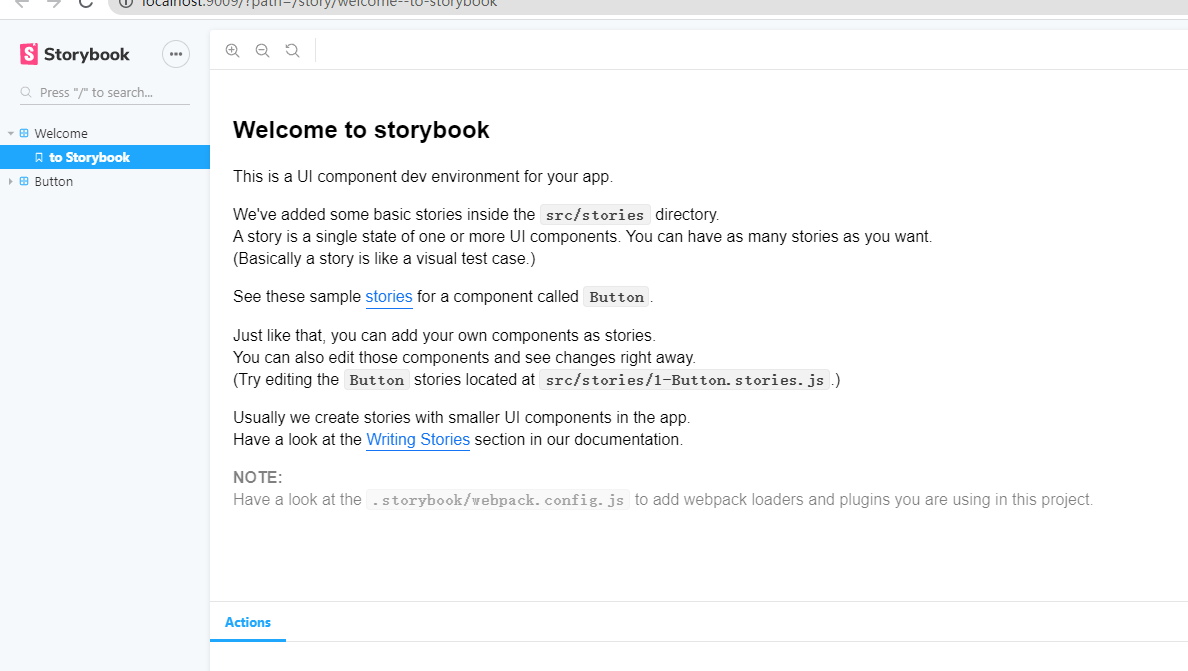 localhost:9009/?path=/story/welcome--to-storybook
Storybook
Press "/" to search...
Welcome
to Storybook
Button
Welcome to storybook
This is a UI component dev environment for your app.
We've added some basic stories inside the src/stories directory.
A story is a single state of one or more UI components. You can have as many stories as you want.
(Basically a story is like a visual test case.)
See these sample stories for a component called Button.
Just like that, you can add your own components as stories.
You can also edit those components and see changes right away.
(Try editing the Button stories located at src/stories/1-Button.stories.js.)
Usually we create stories with smaller UI components in the app.
Have a look at the Writing Stories section in our documentation.
NOTE:
Have a look at the .storybook/webpack.config.js to add webpack loaders and plugins you are using in this project.
Actions